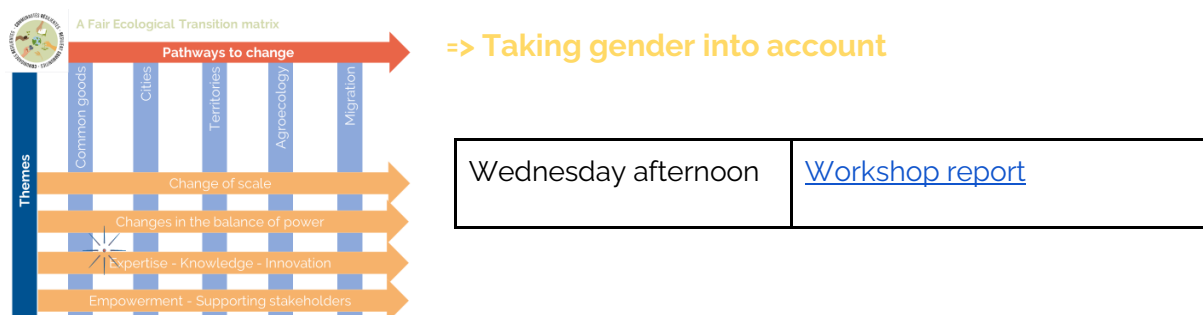 A Fair Ecological Transition matrix
Pathways to change
Themes
Common goods
Cities
Territories
Agroecology
Migration
Change of scale
Changes in the balance of power
Expertise - Knowledge - Innovation
Empowerment - Supporting stakeholders
=> Taking gender into account
Wednesday afternoon
Workshop report